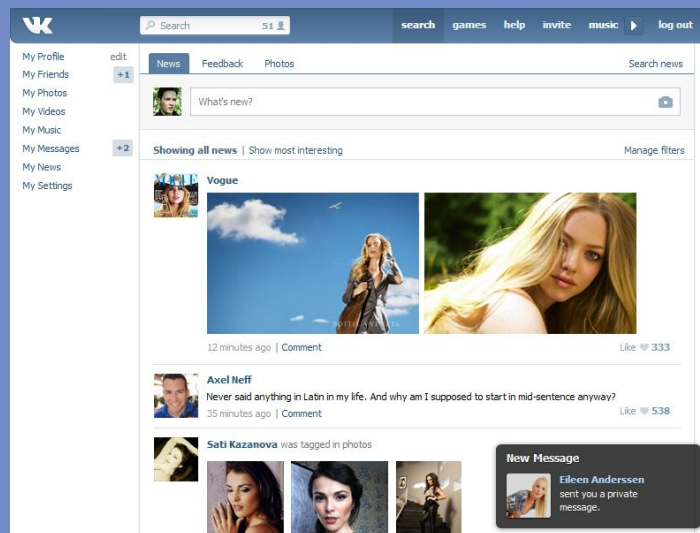 Search 51
search games help invite music log out
My Profile edit
My Friends +1
My Photos
My Videos
My Music
My Messages +2
My News
My Settings
News Feedback Photos Search news
What's new?
Showing all news | Show most interesting Manage filters
VOGUE
Vogue
BOTTEGA VENETA
12 minutes ago | Comment Like 333
Axel Neff
Never said anything in Latin in my life. And why am I supposed to start in mid-sentence anyway?
35 minutes ago | Comment Like 538
Sati Kazanova was tagged in photos
New Message
Eileen Anderssen
sent you a private
message.